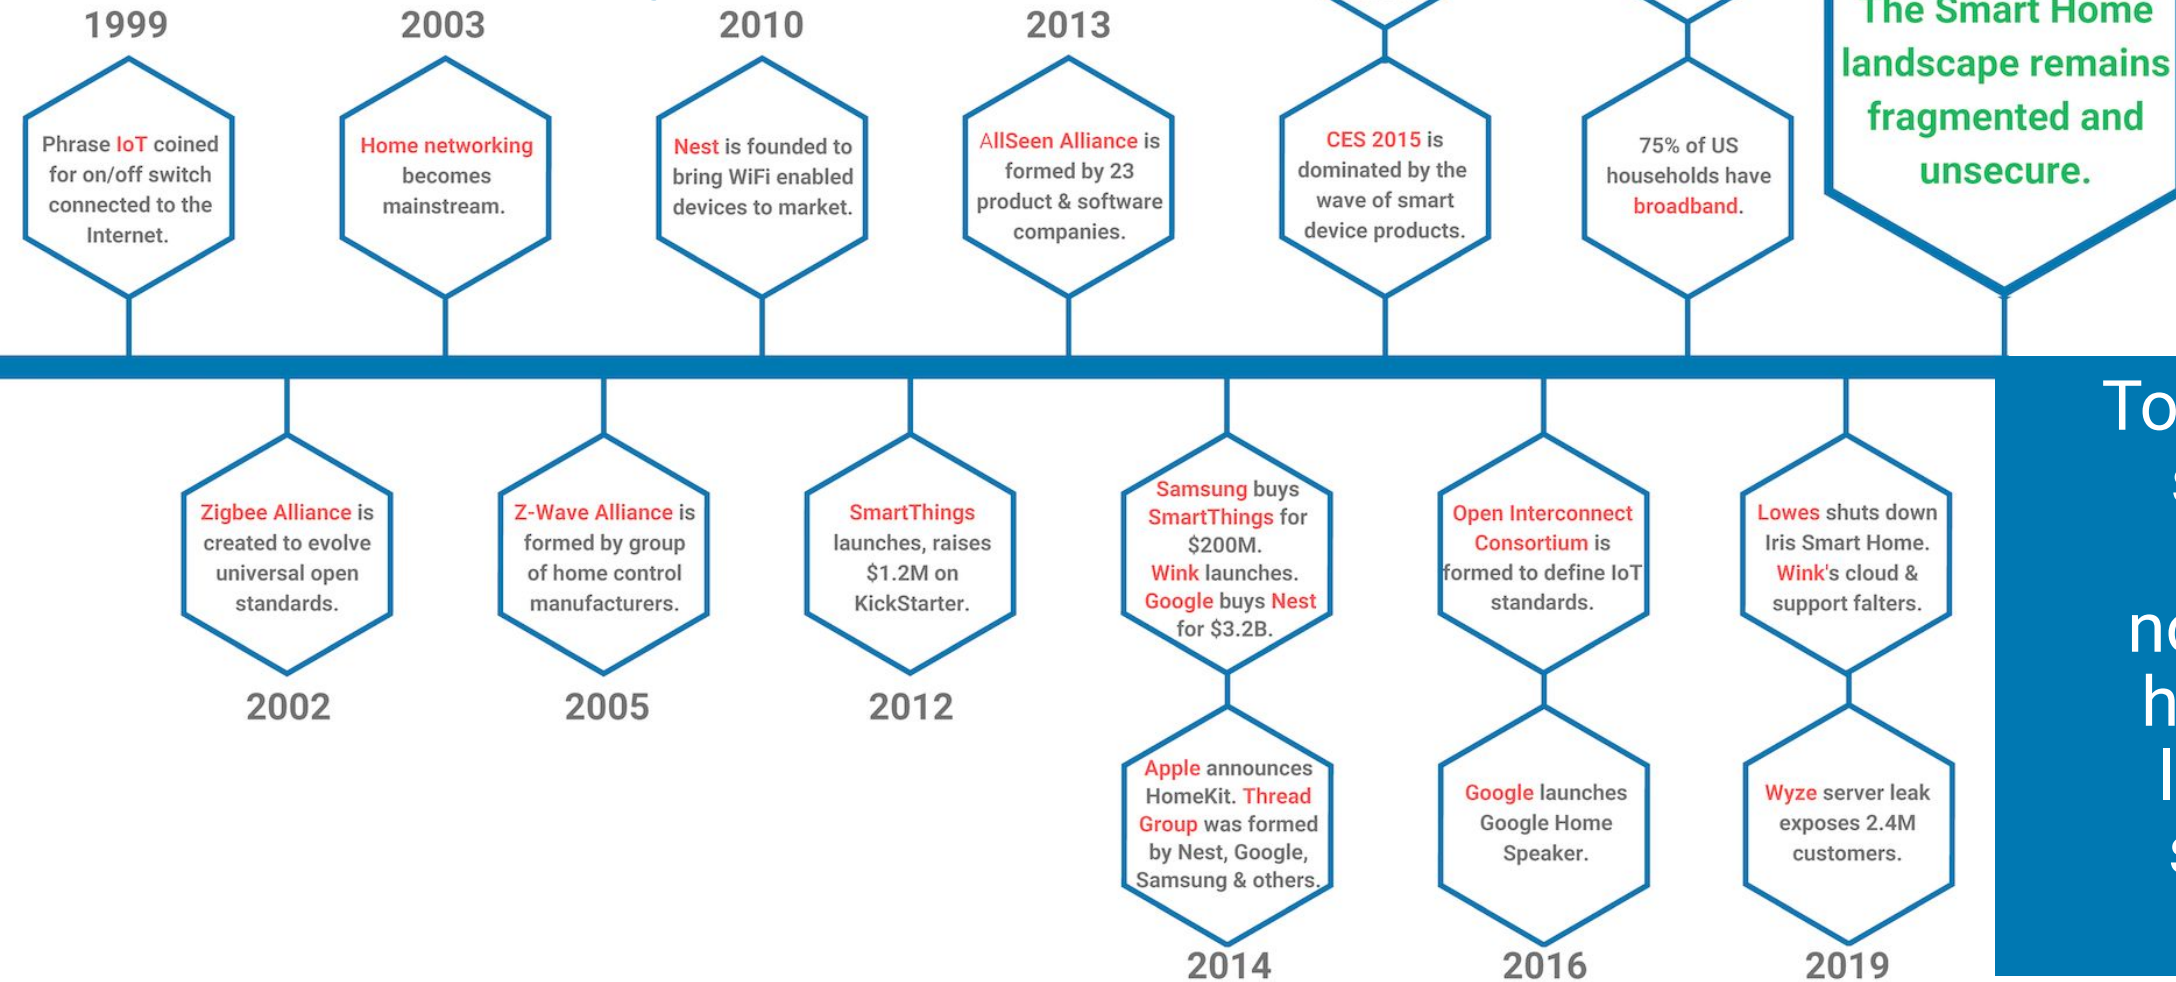 1999
Phrase IoT coined
for on/off switch
connected to the
Internet.
2003
Home networking
becomes
mainstream.
2010
Nest is founded to
bring WiFi enabled
devices to market.
2013
AllSeen Alliance is
formed by 23
product & software
companies.
CES 2015 is
dominated by the
wave of smart
device products.
75% of US
households have
broadband.
The Smart Home
landscape remains
fragmented and
unsecure.
Zigbee Alliance is
created to evolve
universal open
standards.
2002
Z-Wave Alliance is
formed by group
of home control
manufacturers.
2005
SmartThings
launches, raises
$1.2M on
KickStarter.
2012
Samsung buys
SmartThings for
$200M.
Wink launches.
Google buys Nest
for $3.2B.
Apple announces
HomeKit. Thread
Group was formed
by Nest, Google,
Samsung & others.
2014
Open Interconnect
Consortium is
formed to define IoT
standards.
Google launches
Google Home
Speaker.
2016
Lowes shuts down
Iris Smart Home.
Wink's cloud &
support falters.
Wyze server leak
exposes 2.4M
customers.
2019